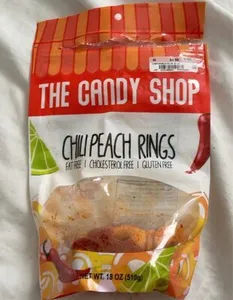 THE CANDY SHOP
CHILI PEACH RINGS
FAT FREE | CHOLESTEROL FREE | GLUTEN FREE
NET WT. 18 OZ (510g)